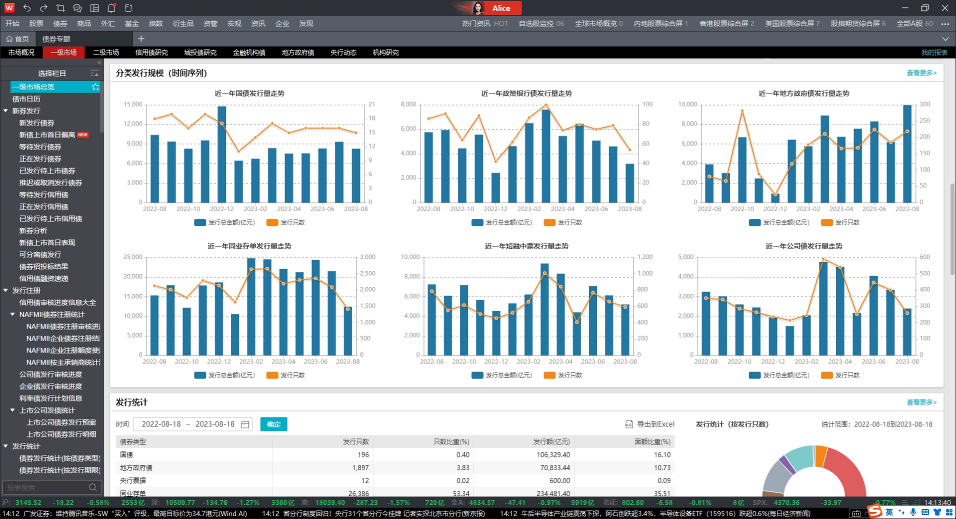 W Alice
开始 股票 债券 商品 外汇 基金 指数 衍生品 资管 宏观 资讯 企业 发现 热门资讯 HOT 自选股监控 06 全球市场概览 0 内地股票综合屏 1 香港股票综合屏 2 美国股票综合屏 7 股指期货综合屏 6 全部A股 60
首页 债券专题 +
市场概况 一级市场 二级市场 信用债研究 城投债研究 金融机构债 地方政府债 央行动态 机构研究 我的报表
选择栏目
一级市场总览
债市日历
新券发行
新发行债券
新债上市首日偏离 NEW
等待发行债券
正在发行债券
已发行待上市债券
推迟或取消发行债券
等待发行信用债
正在发行信用债
已发行待上市信用债
新券分析
新债上市首日表现
可分离债发行
债券招投标结果
信用债融资速递
发行注册
信用债审核进度信息大全
NAFMII债券注册统计
NAFMII债券注册审核进
NAFMII企业债券注册结
NAFMII企业注册额度使
NAFMII按主承销商统计
公司债发行审核进度
企业债发行审核进度
利率债发行计划信息
上市公司发债统计
上市公司债券发行预案
上市公司债券发行明细
发行统计
债券发行统计(按债券类型)
债券发行统计(按发行期限)
分类发行规模（时间序列） 查看更多>
近一年国债发行量走势
15,000 12,000 9,000 6,000 3,000 0
21 18 15 12 9 6 3 0
2022-08 2022-10 2022-12 2023-02 2023-04 2023-06 2023-08
发行总金额(亿元) 发行只数
近一年政策银行债发行量走势
8,000 6,000 4,000 2,000 0
100 80 60 40 20 0
2022-08 2022-10 2022-12 2023-02 2023-04 2023-06 2023-08
发行总金额(亿元) 发行只数
近一年地方政府债发行量走势
10,000 8,000 6,000 4,000 2,000 0
300 250 200 150 100 50 0
2022-08 2022-10 2022-12 2023-02 2023-04 2023-06 2023-08
发行总金额(亿元) 发行只数
近一年同业存单发行量走势
25,000 20,000 15,000 10,000 5,000 0
3,000 2,500 2,000 1,500 1,000 500 0
2022-08 2022-10 2022-12 2023-02 2023-04 2023-06 2023-08
发行总金额(亿元) 发行只数
近一年短融中票发行量走势
10,000 8,000 6,000 4,000 2,000 0
1,200 1,000 800 600 400 200 0
2022-08 2022-10 2022-12 2023-02 2023-04 2023-06 2023-08
发行总金额(亿元) 发行只数
近一年公司债发行量走势
5,000 4,000 3,000 2,000 1,000 0
600 500 400 300 200 100 0
2022-08 2022-10 2022-12 2023-02 2023-04 2023-06 2023-08
发行总金额(亿元) 发行只数
发行统计 查看更多>
时间 2022-08-18 ~ 2023-08-18 确定 导出到Excel
债券类型 发行只数 只数比重(%) 发行额(亿元) 面额比重(%)
国债 196 0.40 106,329.40 16.10
地方政府债 1,897 3.83 70,833.44 10.73
央行票据 12 0.02 600.00 0.09
同业存单 26,386 53.34 234,481.40 35.51
发行统计（按发行只数） 统计范围：2022-08-18到2023-08-18
沪: 3145.52 -18.22 -0.58% 2553亿 深: 10509.77 -134.76 -1.27% 3360亿 港: 18039.40 -287.23 -1.57% 720亿 全A: 4834.57 -47.41 -0.97% 5919亿 802.60 -6.58 -0.81% 8亿 SPX: 4370.36 -33.97 -0.77% 14:13:40
14:12 广发证券：维持腾讯音乐-SW "买入"评级，最高目标价为34.7港元(Wind AI) 14:12 14:12 午后半导体产业链震荡下探，阿石创跌超3.4%，半导体设备ETF（159516）跌超0.6%(每日经济新闻)